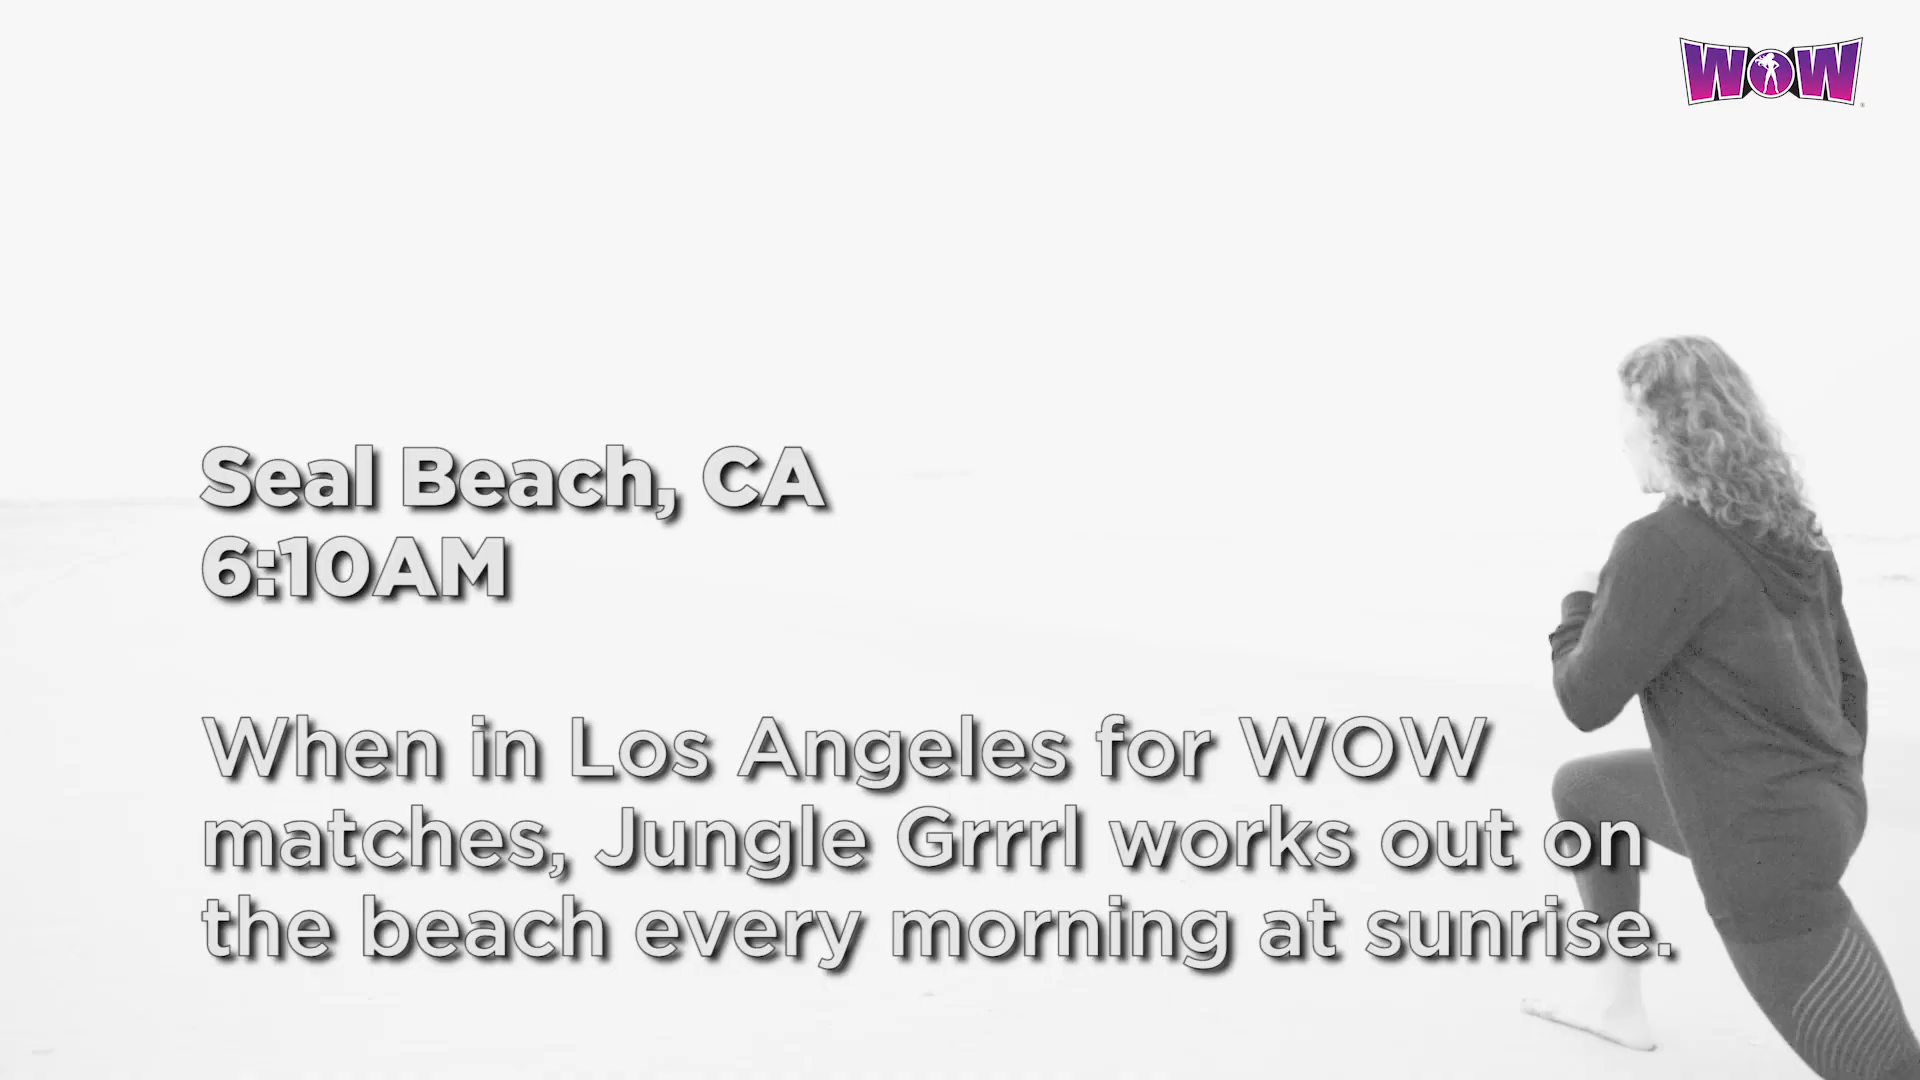 WOW
Seal Beach, CA
6:10AM
When in Los Angeles for WOW
matches, Jungle Grrrl works out on
the beach every morning at sunrise.